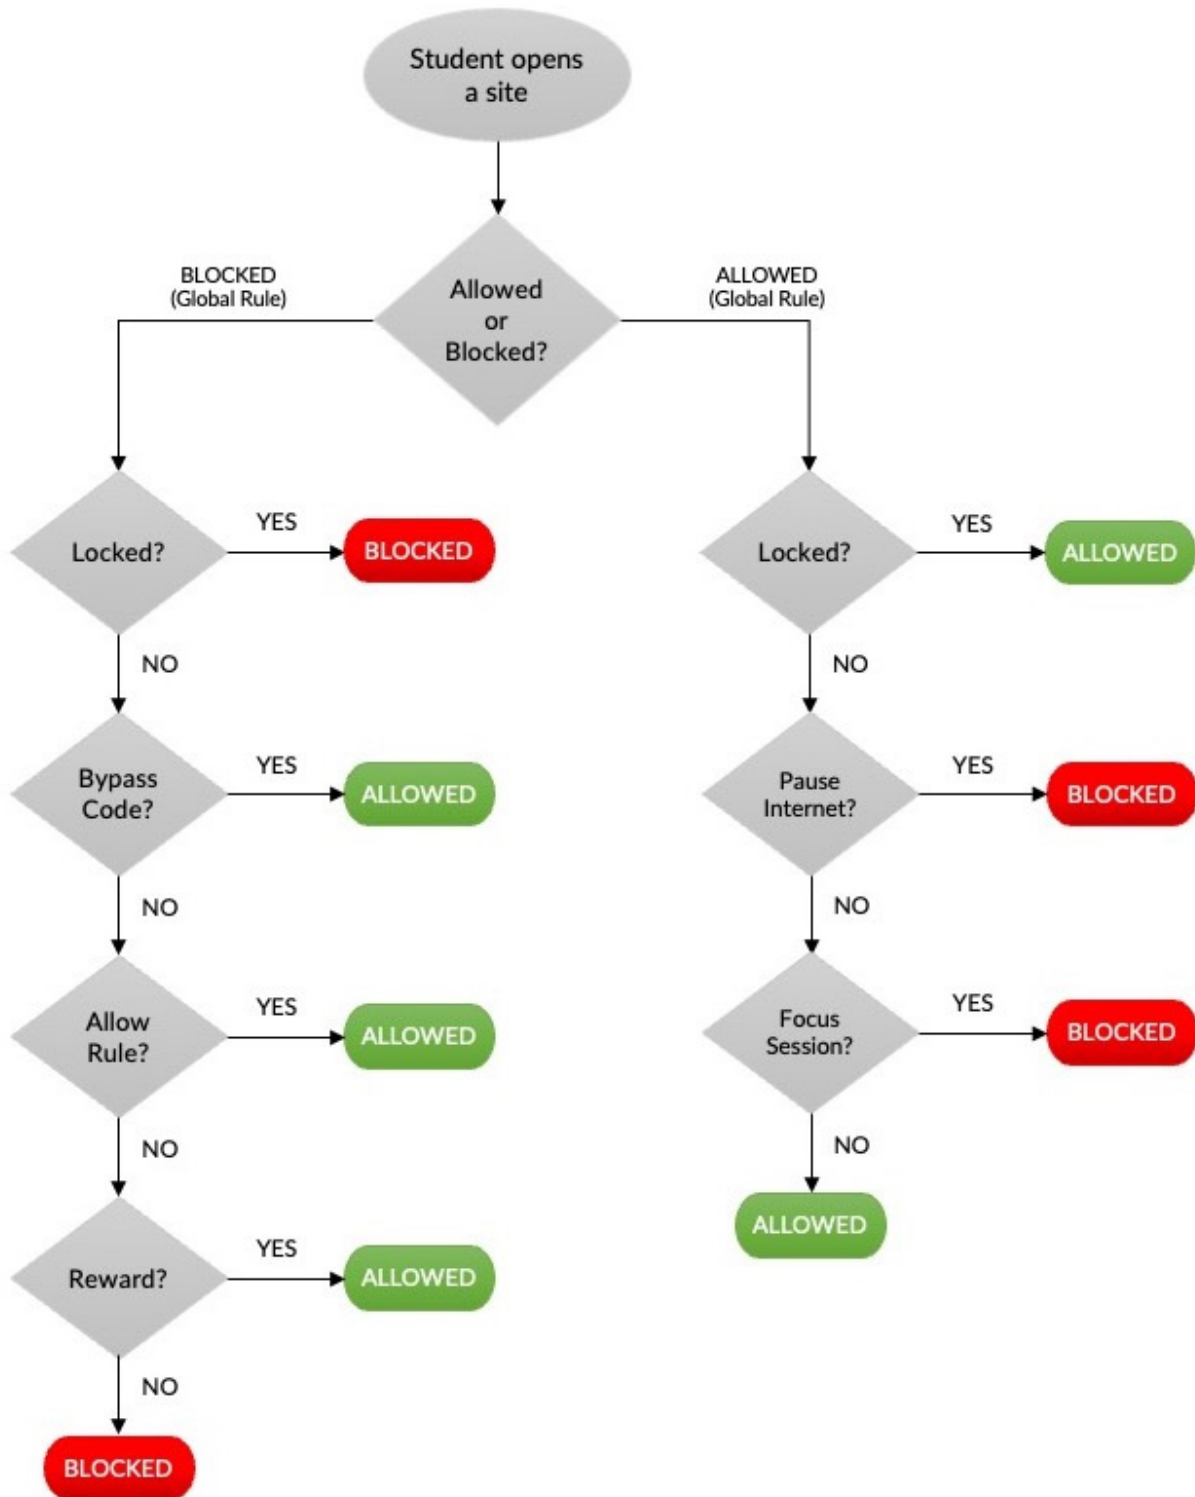 Student opens
a site
BLOCKED
(Global Rule)
Allowed
or
Blocked?
ALLOWED
(Global Rule)
Locked?
YES
BLOCKED
NO
Bypass
Code?
YES
ALLOWED
NO
Allow
Rule?
YES
ALLOWED
NO
Reward?
YES
ALLOWED
NO
BLOCKED
Locked?
YES
ALLOWED
NO
Pause
Internet?
YES
BLOCKED
NO
Focus
Session?
YES
BLOCKED
NO
ALLOWED